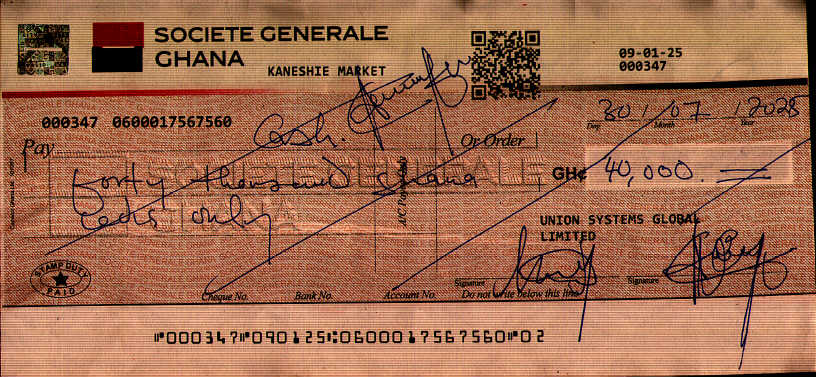 SOCIETE GENERALE
GHANA
KANESHIE MARKET
09-01-25
000347
000347 0600017567560
30 / 07 / 2025
Day Month Year
Cash.
Pay Or Order
forty thousand Ghana
cedis only
GH¢ 40,000.
A/C Payee Only
UNION SYSTEMS GLOBAL
LIMITED
STAMP DUTY
PAID
Signature Signature
Cheque No. Bank No. Account No. Do not write below this line
⑈000347⑈090125⑆0600017567560⑈02